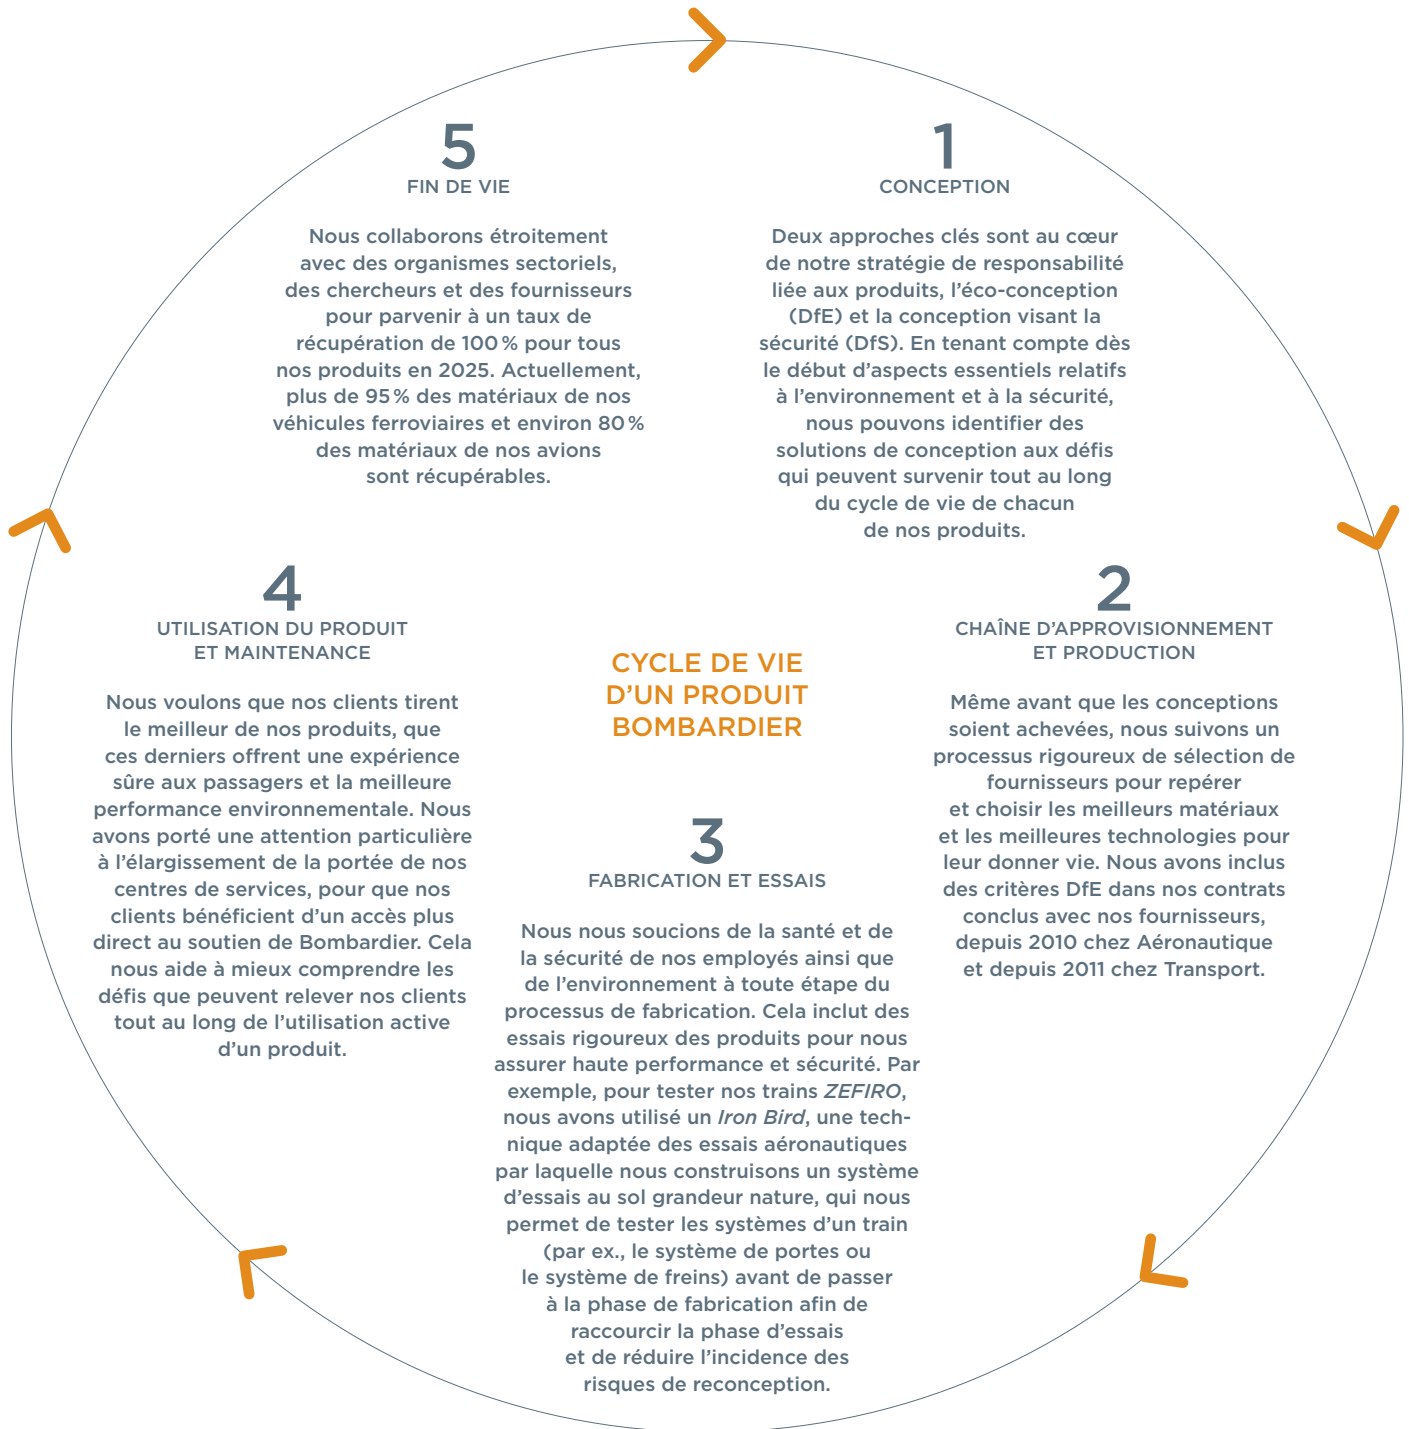 CYCLE DE VIE
D’UN PRODUIT
BOMBARDIER
1
CONCEPTION
Deux approches clés sont au cœur
de notre stratégie de responsabilité
liée aux produits, l’éco-conception
(DfE) et la conception visant la
sécurité (DfS). En tenant compte dès
le début d’aspects essentiels relatifs
à l’environnement et à la sécurité,
nous pouvons identifier des
solutions de conception aux défis
qui peuvent survenir tout au long
du cycle de vie de chacun
de nos produits.
2
CHAÎNE D’APPROVISIONNEMENT
ET PRODUCTION
Même avant que les conceptions
soient achevées, nous suivons un
processus rigoureux de sélection de
fournisseurs pour repérer
et choisir les meilleurs matériaux
et les meilleures technologies pour
leur donner vie. Nous avons inclus
des critères DfE dans nos contrats
conclus avec nos fournisseurs,
depuis 2010 chez Aéronautique
et depuis 2011 chez Transport.
3
FABRICATION ET ESSAIS
Nous nous soucions de la santé et de
la sécurité de nos employés ainsi que
de l’environnement à toute étape du
processus de fabrication. Cela inclut des
essais rigoureux des produits pour nous
assurer haute performance et sécurité. Par
exemple, pour tester nos trains ZEFIRO,
nous avons utilisé un Iron Bird, une tech-
nique adaptée des essais aéronautiques
par laquelle nous construisons un système
d’essais au sol grandeur nature, qui nous
permet de tester les systèmes d’un train
(par ex., le système de portes ou
le système de freins) avant de passer
à la phase de fabrication afin de
raccourcir la phase d’essais
et de réduire l’incidence des
risques de reconception.
4
UTILISATION DU PRODUIT
ET MAINTENANCE
Nous voulons que nos clients tirent
le meilleur de nos produits, que
ces derniers offrent une expérience
sûre aux passagers et la meilleure
performance environnementale. Nous
avons porté une attention particulière
à l’élargissement de la portée de nos
centres de services, pour que nos
clients bénéficient d’un accès plus
direct au soutien de Bombardier. Cela
nous aide à mieux comprendre les
défis que peuvent relever nos clients
tout au long de l’utilisation active
d’un produit.
5
FIN DE VIE
Nous collaborons étroitement
avec des organismes sectoriels,
des chercheurs et des fournisseurs
pour parvenir à un taux de
récupération de 100 % pour tous
nos produits en 2025. Actuellement,
plus de 95 % des matériaux de nos
véhicules ferroviaires et environ 80 %
des matériaux de nos avions
sont récupérables.